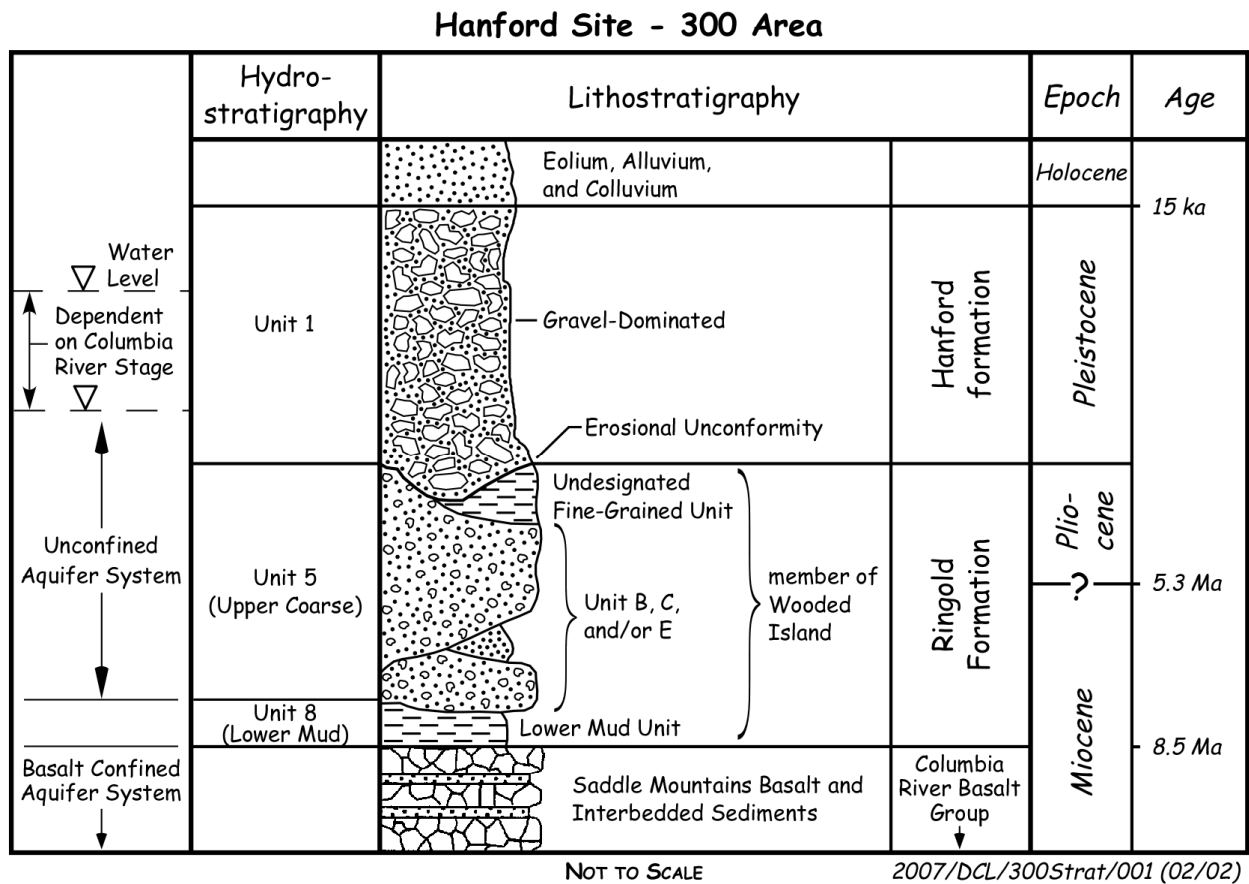 Hanford Site - 300 Area
Hydro-
stratigraphy
Lithostratigraphy
Epoch
Age
Eolium, Alluvium,
and Colluvium
Holocene
15 ka
Water
Level
Dependent
on Columbia
River Stage
Unit 1
Gravel-Dominated
Hanford
formation
Pleistocene
Erosional Unconformity
Undesignated
Fine-Grained Unit
Unconfined
Aquifer System
Unit 5
(Upper Coarse)
Unit B, C,
and/or E
member of
Wooded
Island
Ringold
Formation
Plio-
cene
?
5.3 Ma
Unit 8
(Lower Mud)
Lower Mud Unit
Miocene
8.5 Ma
Basalt Confined
Aquifer System
Saddle Mountains Basalt and
Interbedded Sediments
Columbia
River Basalt
Group
NOT TO SCALE
2007/DCL/300Strat/001 (02/02)